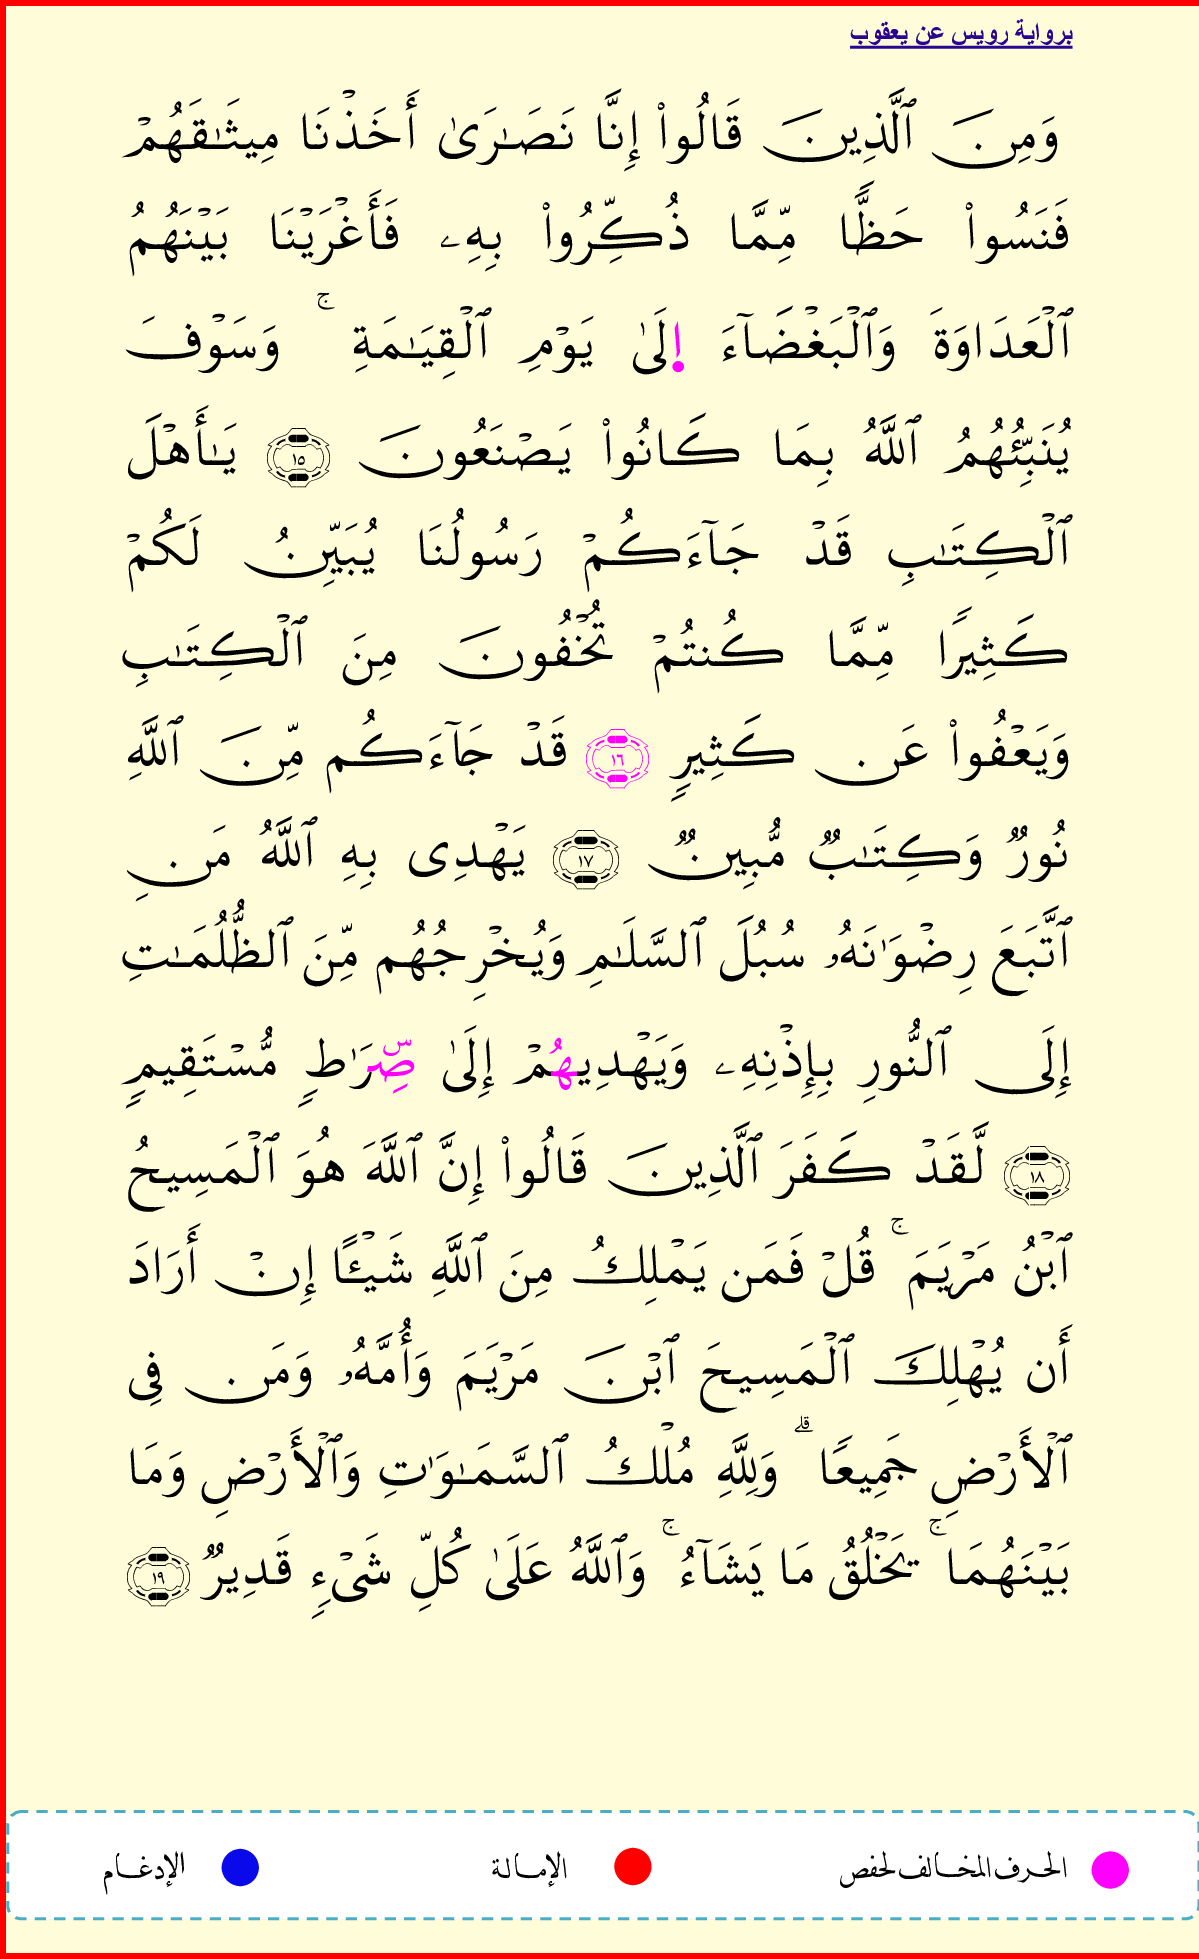 برواية رويس عن يعقوب
وَمِنَ ٱلَّذِينَ قَالُوا۟ إِنَّا نَصَـٰرَىٰٓ أَخَذْنَا مِيثَـٰقَهُمْ
فَنَسُوا۟ حَظًّا مِّمَّا ذُكِّرُوا۟ بِهِۦ فَأَغْرَيْنَا بَيْنَهُمُ
ٱلْعَدَاوَةَ وَٱلْبَغْضَآءَ ٱ۪لَىٰ يَوْمِ ٱلْقِيَـٰمَةِ ۚ وَسَوْفَ
يُنَبِّئُهُمُ ٱللَّهُ بِمَا كَانُوا۟ يَصْنَعُونَ ١٥ يَـٰٓأَهْلَ
ٱلْكِتَـٰبِ قَدْ جَآءَكُمْ رَسُولُنَا يُبَيِّنُ لَكُمْ
كَثِيرًا مِّمَّا كُنتُمْ تُخْفُونَ مِنَ ٱلْكِتَـٰبِ
وَيَعْفُوا۟ عَن كَثِيرٍ ١٦ قَدْ جَآءَكُم مِّنَ ٱللَّهِ
نُورٌ وَكِتَـٰبٌ مُّبِينٌ ١٧ يَهْدِى بِهِ ٱللَّهُ مَنِ
ٱتَّبَعَ رِضْوَٰنَهُۥ سُبُلَ ٱلسَّلَـٰمِ وَيُخْرِجُهُم مِّنَ ٱلظُّلُمَـٰتِ
إِلَى ٱلنُّورِ بِإِذْنِهِۦ وَيَهْدِيهُمْ إِلَىٰ صِّۜرَٰطٍ مُّسْتَقِيمٍ
١٨ لَّقَدْ كَفَرَ ٱلَّذِينَ قَالُوا۟ إِنَّ ٱللَّهَ هُوَ ٱلْمَسِيحُ
ٱبْنُ مَرْيَمَ ۚ قُلْ فَمَن يَمْلِكُ مِنَ ٱللَّهِ شَيْـًٔا إِنْ أَرَادَ
أَن يُهْلِكَ ٱلْمَسِيحَ ٱبْنَ مَرْيَمَ وَأُمَّهُۥ وَمَن فِى
ٱلْأَرْضِ جَمِيعًا ۗ وَلِلَّهِ مُلْكُ ٱلسَّمَـٰوَٰتِ وَٱلْأَرْضِ وَمَا
بَيْنَهُمَا ۚ يَخْلُقُ مَا يَشَآءُ ۚ وَٱللَّهُ عَلَىٰ كُلِّ شَىْءٍ قَدِيرٌ ١٩
الحرف المخالف لحفص الإمالة الإدغام